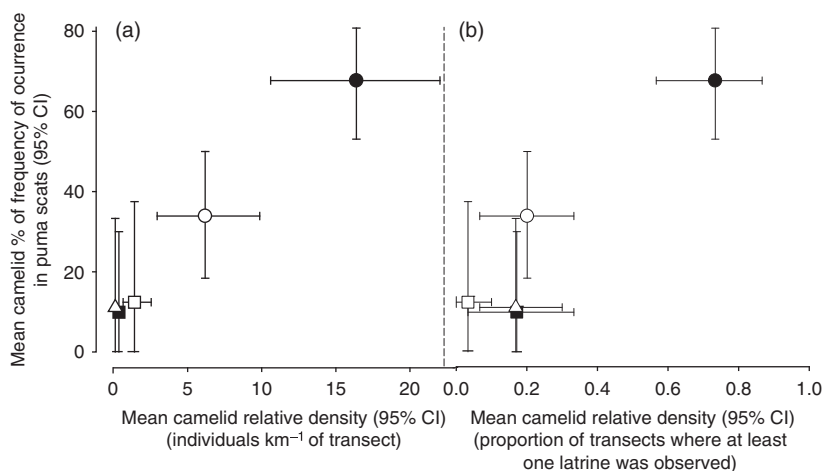 (a)
(b)
Mean camelid % of frequency of ocurrence
in puma scats (95% CI)
80
60
40
20
0
0
5
10
15
20
0.0
0.2
0.4
0.6
0.8
1.0
Mean camelid relative density (95% CI)
(individuals km⁻¹ of transect)
Mean camelid relative density (95% CI)
(proportion of transects where at least
one latrine was observed)